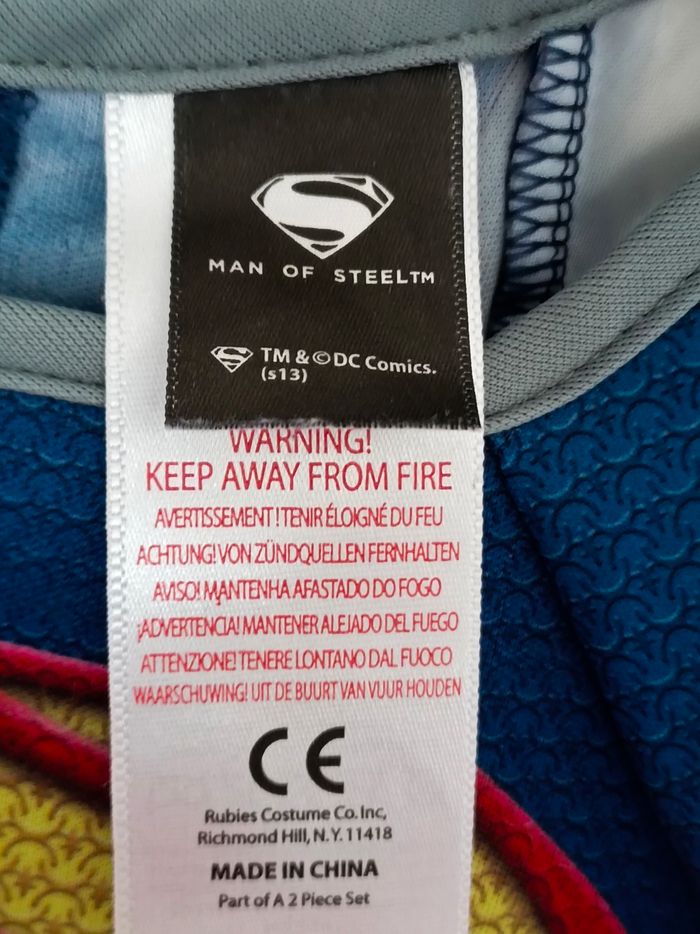 MAN OF STEEL™
TM & © DC Comics.
(s13)
WARNING!
KEEP AWAY FROM FIRE
AVERTISSEMENT ! TENIR ÉLOIGNÉ DU FEU
ACHTUNG! VON ZÜNDQUELLEN FERNHALTEN
AVISO! MANTENHA AFASTADO DO FOGO
¡ADVERTENCIA! MANTENER ALEJADO DEL FUEGO
ATTENZIONE! TENERE LONTANO DAL FUOCO
WAARSCHUWING! UIT DE BUURT VAN VUUR HOUDEN
CE
Rubies Costume Co. Inc,
Richmond Hill, N.Y. 11418
MADE IN CHINA
Part of A 2 Piece Set